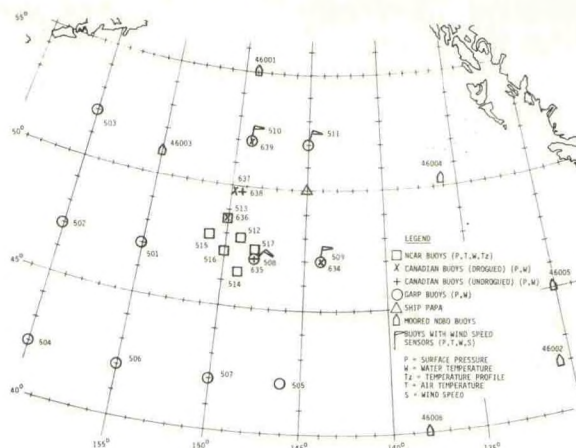 55°
46001
503
510
511
50°
46003
639
46004
637
638
513
636
502
512
515
517
501
516
508
509
45°
635
634
514
46005
504
506
507
505
46002
40°
46006
155°
150°
145°
140°
135°
LEGEND
NCAR BUOYS (P,T,W,Tz)
CANADIAN BUOYS (DROGUED) (P,W)
CANADIAN BUOYS (UNDROGUED) (P,W)
GARP BUOYS (P,W)
SHIP PAPA
MOORED NDBO BUOYS
BUOYS WITH WIND SPEED
SENSORS (P,T,W,S)
P = SURFACE PRESSURE
W = WATER TEMPERATURE
Tz = TEMPERATURE PROFILE
T = AIR TEMPERATURE
S = WIND SPEED